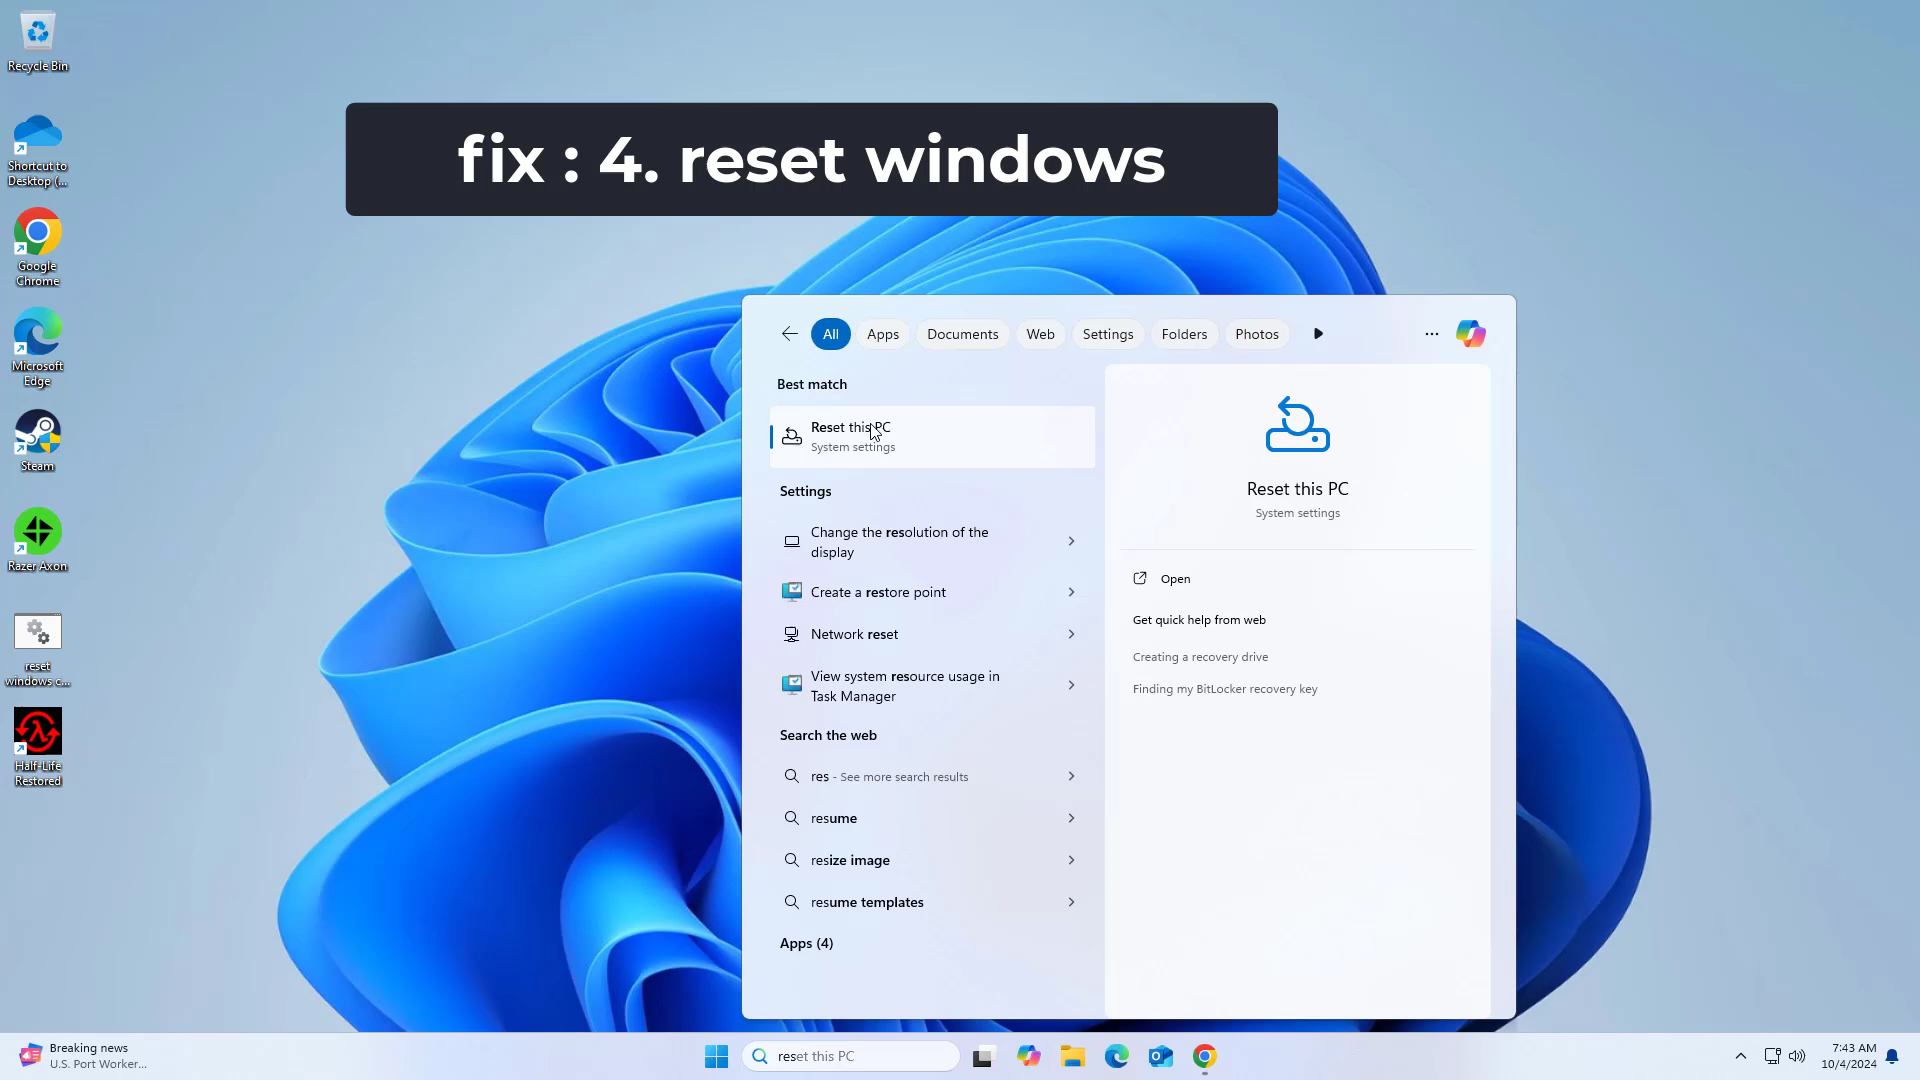 Recycle Bin
Shortcut to
Desktop (...
Google
Chrome
Microsoft
Edge
Steam
Razer Axon
reset
windows c...
Half-Life
Restored
fix : 4. reset windows
All
Apps
Documents
Web
Settings
Folders
Photos
Best match
Reset this PC
System settings
Settings
Change the resolution of the
display
Create a restore point
Network reset
View system resource usage in
Task Manager
Search the web
res - See more search results
resume
resize image
resume templates
Apps (4)
Reset this PC
System settings
Open
Get quick help from web
Creating a recovery drive
Finding my BitLocker recovery key
Breaking news
U.S. Port Worker...
reset this PC
7:43 AM
10/4/2024